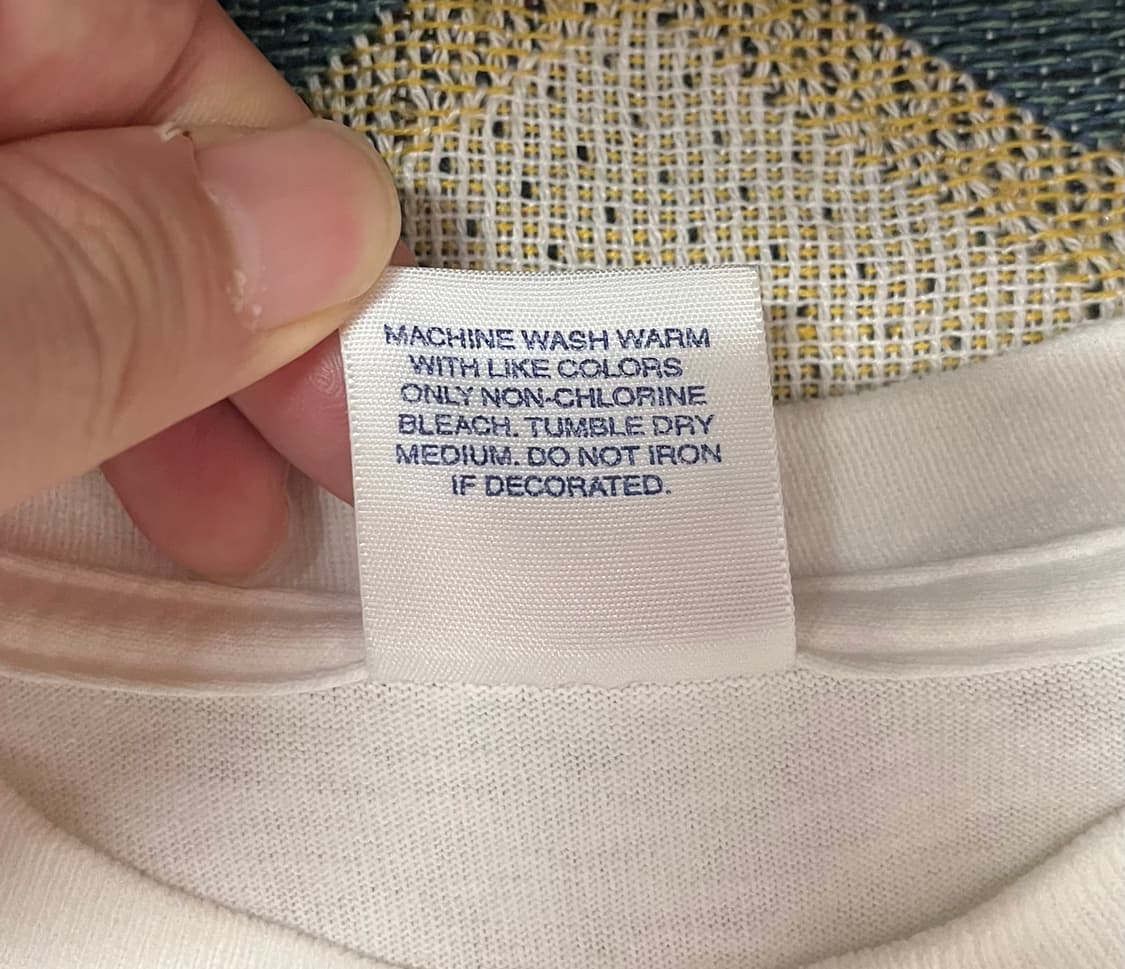 MACHINE WASH WARM
WITH LIKE COLORS
ONLY NON-CHLORINE
BLEACH. TUMBLE DRY
MEDIUM. DO NOT IRON
IF DECORATED.